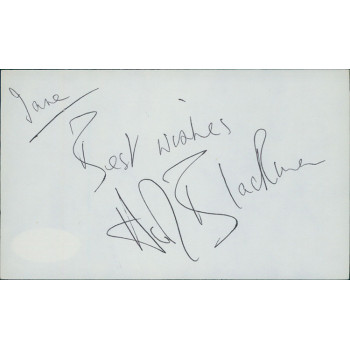 Jane
Best wishes
Blackman